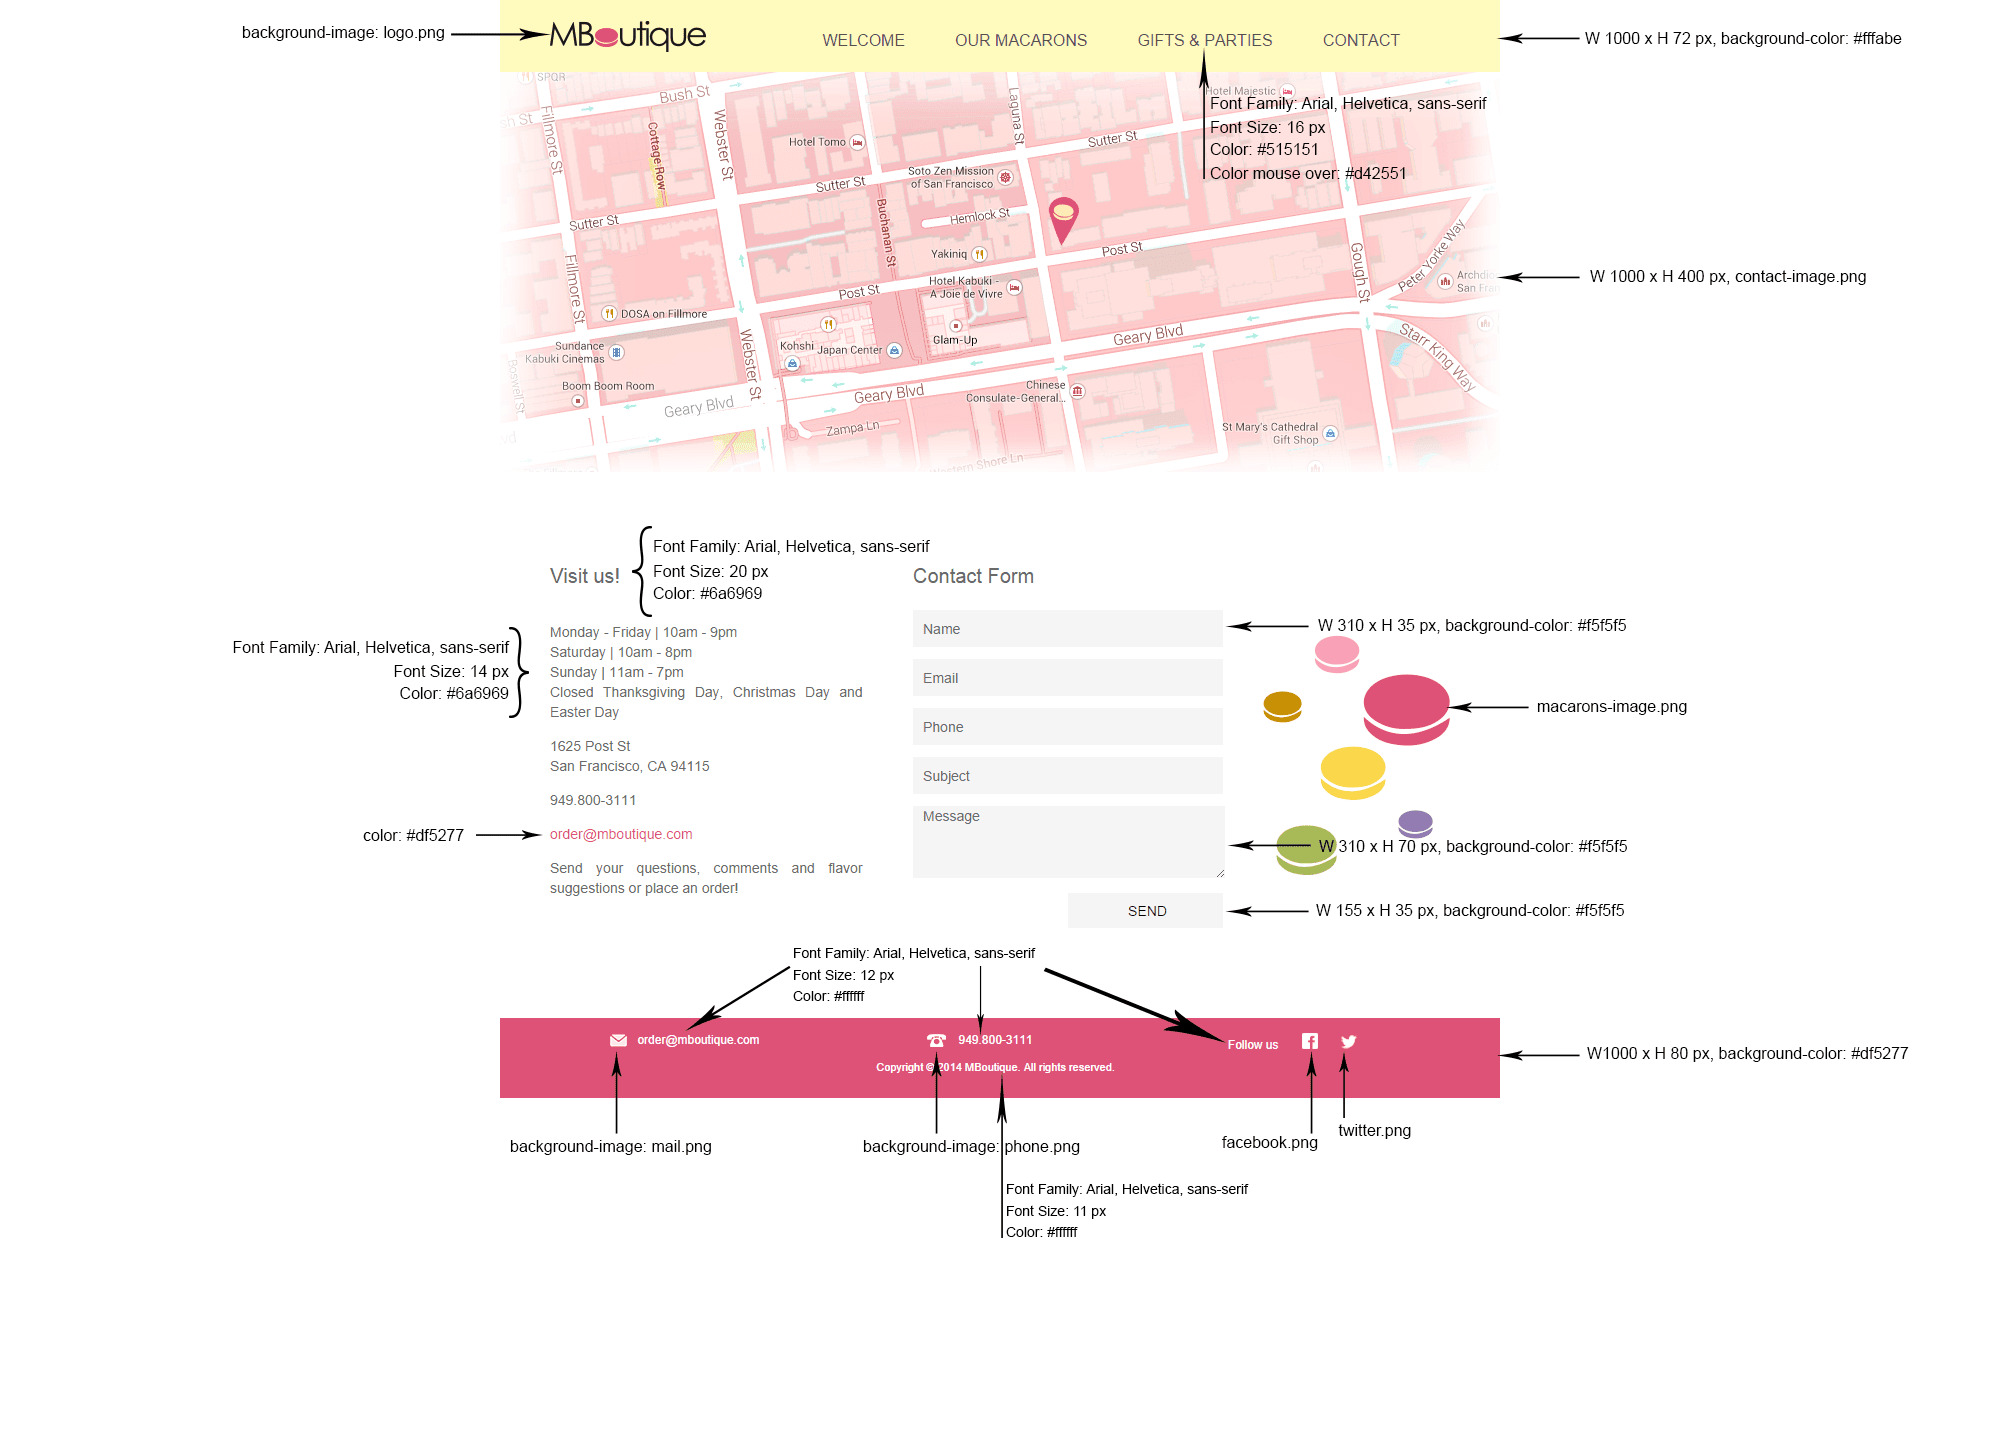 background-image: logo.png
MBoutique
WELCOME
OUR MACARONS
GIFTS & PARTIES
CONTACT
W 1000 x H 72 px, background-color: #fffabe
Font Family: Arial, Helvetica, sans-serif
Font Size: 16 px
Color: #515151
Color mouse over: #d42551
SPQR
Bush St
sh St
Fillmore St
Cottage Row
Webster St
Hotel Tomo
Laguna St
Hotel Majestic
Sutter St
Soto Zen Mission
of San Francisco
Sutter St
Sutter St
Buchanan St
Hemlock St
Yakiniq
Post St
Gough St
Peter Yorke Way
Fillmore St
Hotel Kabuki -
A Joie de Vivre
Post St
Archdio
San Fran
W 1000 x H 400 px, contact-image.png
DOSA on Fillmore
Webster St
Kohshi
Japan Center
Glam-Up
Geary Blvd
Starr King Way
Sundance
Kabuki Cinemas
Boswell St
Boom Boom Room
Geary Blvd
Geary Blvd
Chinese
Consulate-General...
Zampa Ln
vd
St Mary's Cathedral
Gift Shop
Western Shore Ln
Visit us!
Font Family: Arial, Helvetica, sans-serif
Font Size: 20 px
Color: #6a6969
Contact Form
Font Family: Arial, Helvetica, sans-serif
Font Size: 14 px
Color: #6a6969
Monday - Friday | 10am - 9pm
Saturday | 10am - 8pm
Sunday | 11am - 7pm
Closed Thanksgiving Day, Christmas Day and
Easter Day
1625 Post St
San Francisco, CA 94115
949.800-3111
color: #df5277
order@mboutique.com
Send your questions, comments and flavor
suggestions or place an order!
Name
W 310 x H 35 px, background-color: #f5f5f5
Email
Phone
macarons-image.png
Subject
Message
W 310 x H 70 px, background-color: #f5f5f5
SEND
W 155 x H 35 px, background-color: #f5f5f5
Font Family: Arial, Helvetica, sans-serif
Font Size: 12 px
Color: #ffffff
order@mboutique.com
949.800-3111
Follow us
Copyright © 2014 MBoutique. All rights reserved.
W1000 x H 80 px, background-color: #df5277
background-image: mail.png
background-image: phone.png
facebook.png
twitter.png
Font Family: Arial, Helvetica, sans-serif
Font Size: 11 px
Color: #ffffff